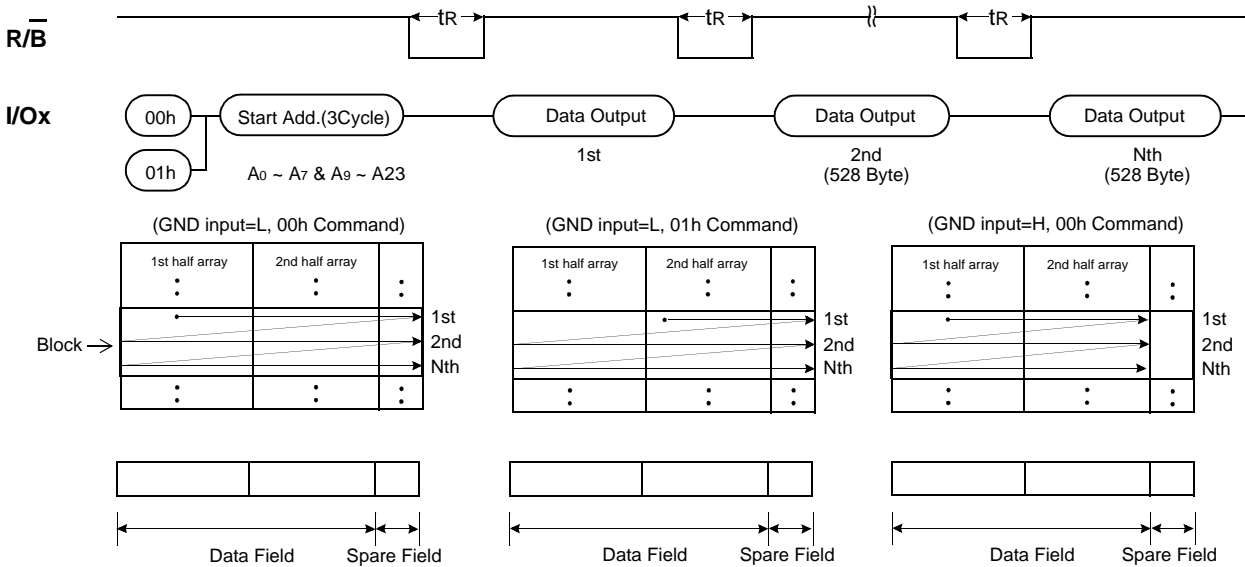 R/B
tR
tR
tR
I/Ox
00h
Start Add.(3Cycle)
Data Output
Data Output
Data Output
01h
A0 ~ A7 & A9 ~ A23
1st
2nd
(528 Byte)
Nth
(528 Byte)
(GND input=L, 00h Command)
1st half array
2nd half array
1st
2nd
Nth
Block
(GND input=L, 01h Command)
1st half array
2nd half array
1st
2nd
Nth
(GND input=H, 00h Command)
1st half array
2nd half array
1st
2nd
Nth
Data Field
Spare Field
Data Field
Spare Field
Data Field
Spare Field